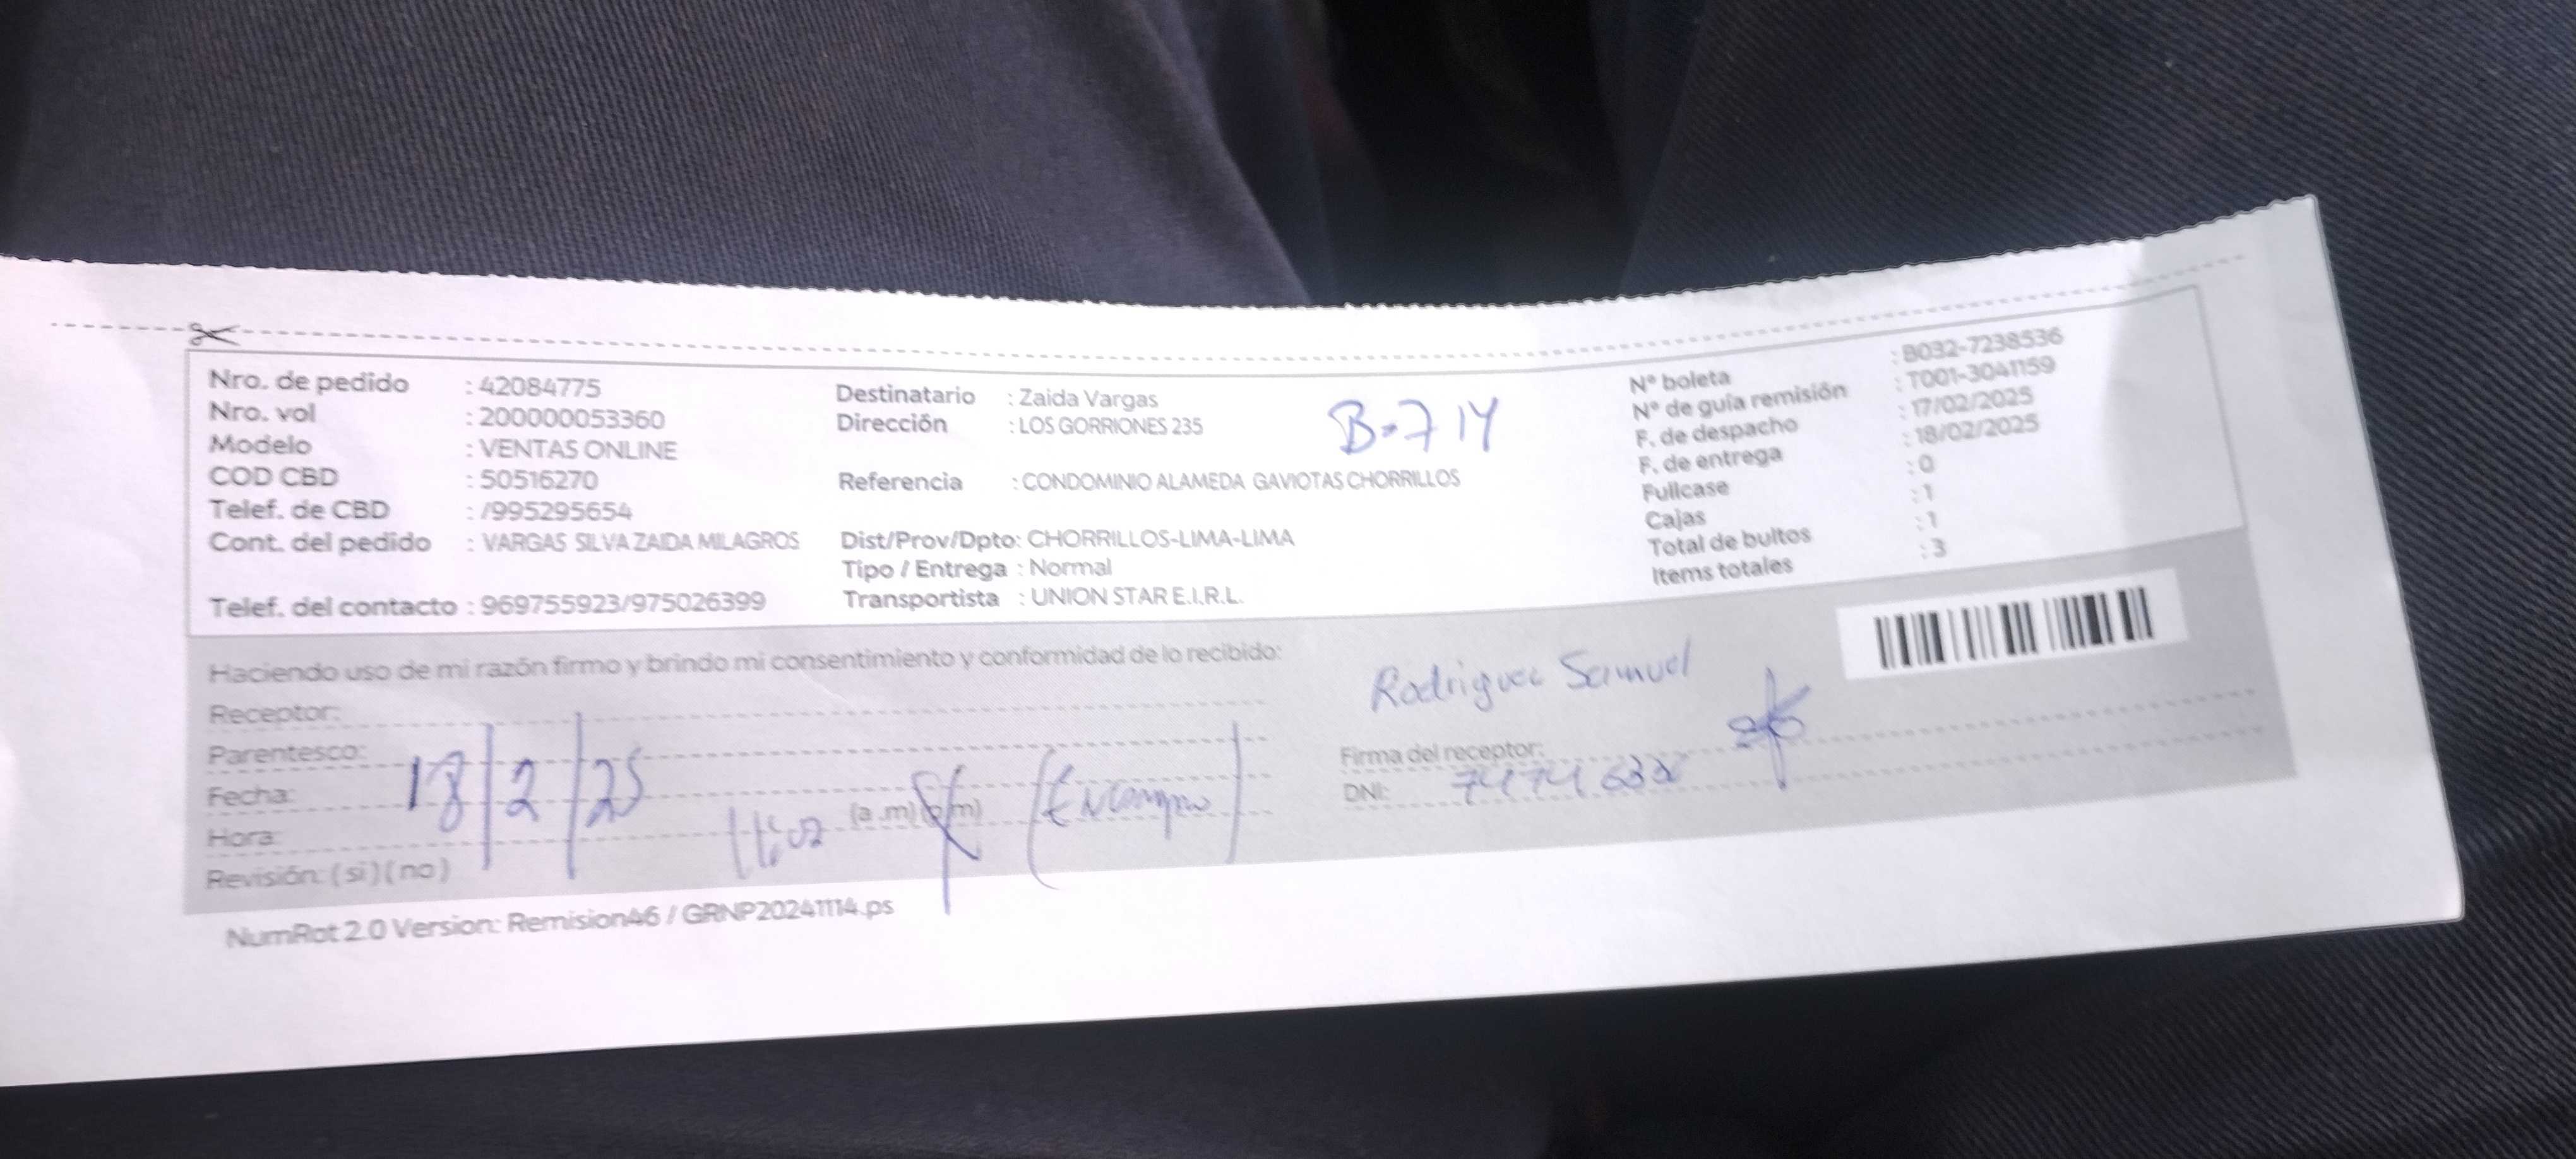 Nro. de pedido : 42084775
Nro. vol : 200000053360
Modelo : VENTAS ONLINE
COD CBD : 50516270
Telef. de CBD : /995295654
Cont. del pedido : VARGAS SILVA ZAIDA MILAGROS
Telef. del contacto : 969755923/975026399
Destinatario : Zaida Vargas
Dirección : LOS GORRIONES 235
B-714
Referencia : CONDOMINIO ALAMEDA GAVIOTAS CHORRILLOS
Dist/Prov/Dpto: CHORRILLOS-LIMA-LIMA
Tipo / Entrega : Normal
Transportista : UNION STAR E.I.R.L.
N° boleta : B032-7238536
N° de guía remisión : T001-3041159
F. de despacho : 17/02/2025
F. de entrega : 18/02/2025
Fullcase : 0
Cajas : 1
Total de bultos : 1
Items totales : 3
Haciendo uso de mi razón firmo y brindo mi consentimiento y conformidad de lo recibido:
Receptor:
Parentesco:
Fecha: 18/2/25
Hora: (a.m) (p.m)
Revisión: (si) (no)
Rodriguez Samuel
Firma del receptor:
DNI:
NumRot 2.0 Version: Remision46 / GRNP20241114.ps